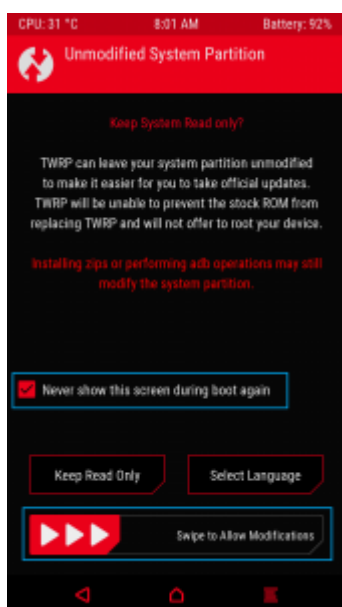 CPU: 31 °C 8:01 AM Battery: 92%
Unmodified System Partition
Keep System Read only?
TWRP can leave your system partition unmodified
to make it easier for you to take official updates.
TWRP will be unable to prevent the stock ROM from
replacing TWRP and will not offer to root your device.
Installing zips or performing adb operations may still
modify the system partition.
Never show this screen during boot again
Keep Read Only Select Language
Swipe to Allow Modifications